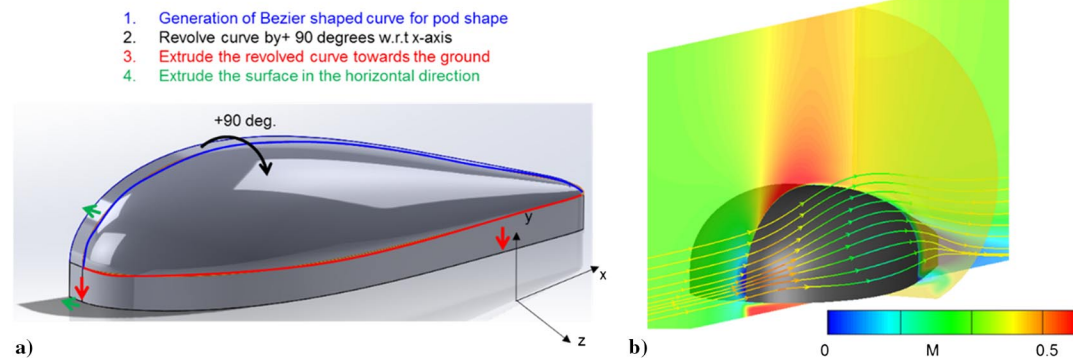 1. Generation of Bezier shaped curve for pod shape
2. Revolve curve by+ 90 degrees w.r.t x-axis
3. Extrude the revolved curve towards the ground
4. Extrude the surface in the horizontal direction
+90 deg.
y
x
z
a)
b)
0 M 0.5